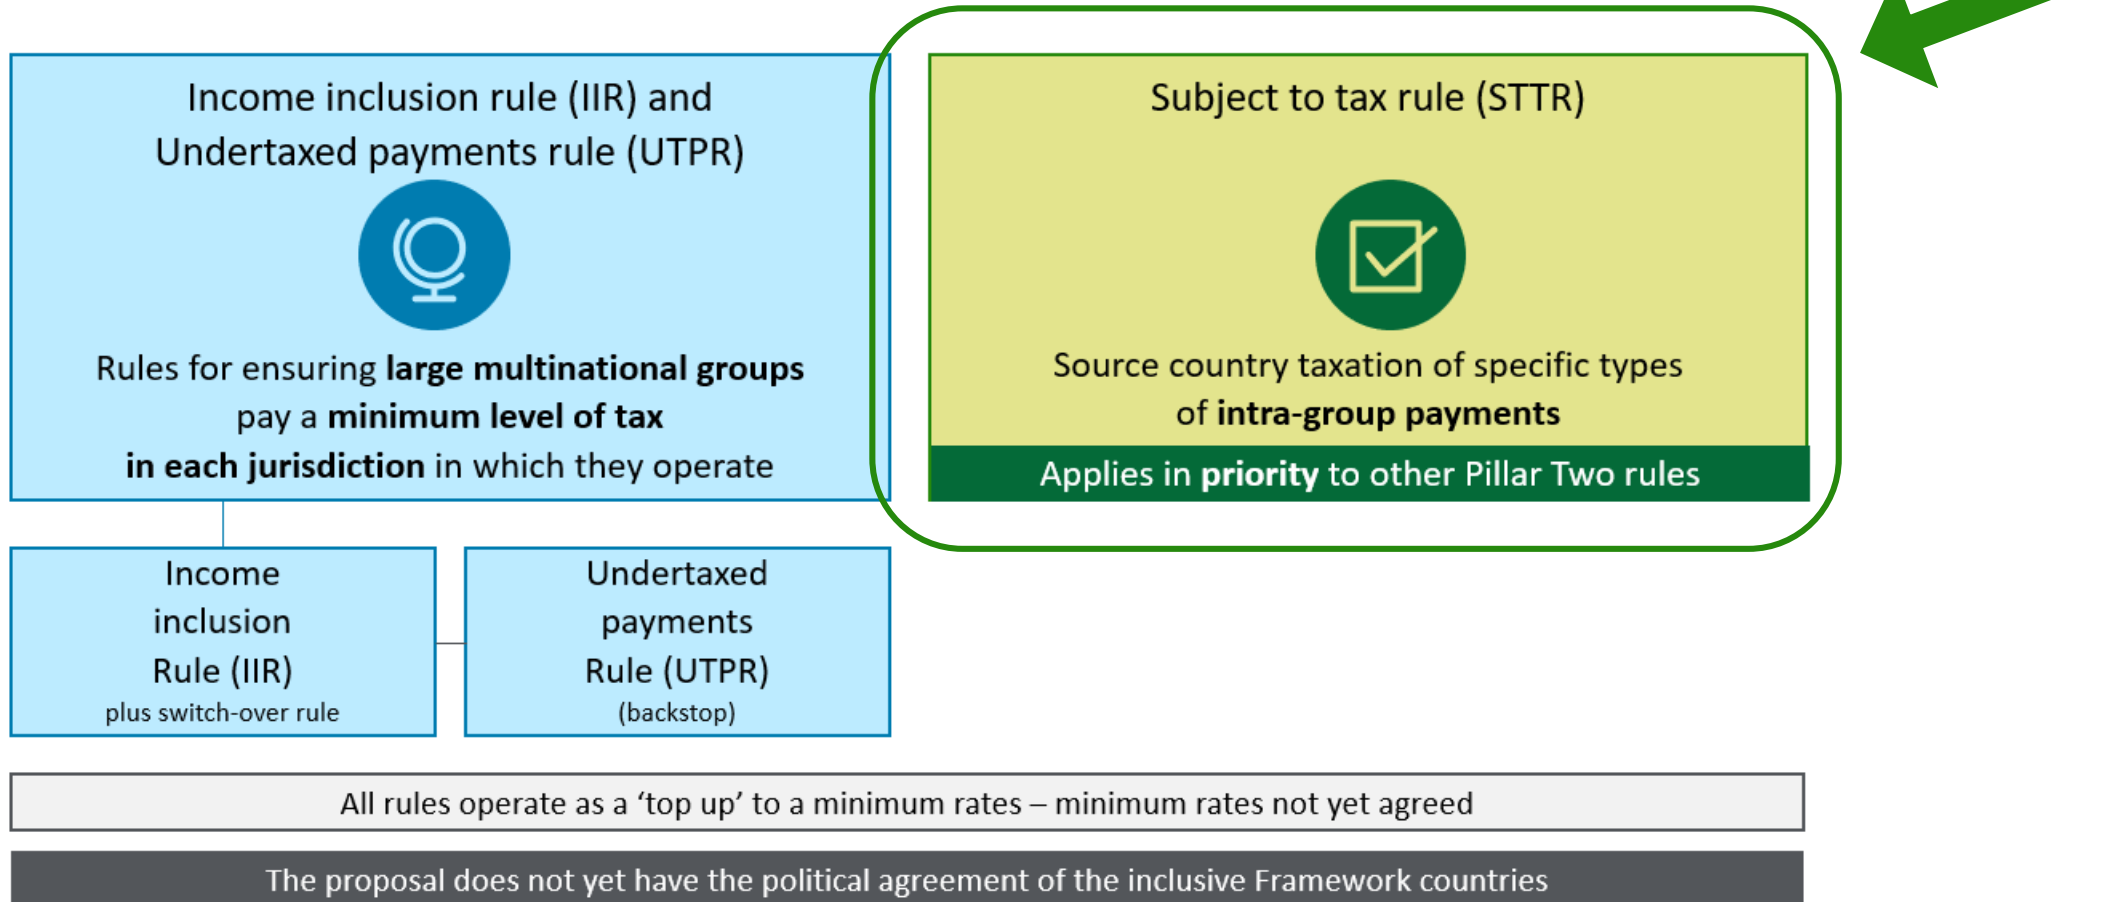 Income inclusion rule (IIR) and
Undertaxed payments rule (UTPR)
Rules for ensuring large multinational groups
pay a minimum level of tax
in each jurisdiction in which they operate
Subject to tax rule (STTR)
Source country taxation of specific types
of intra-group payments
Applies in priority to other Pillar Two rules
Income
inclusion
Rule (IIR)
plus switch-over rule
Undertaxed
payments
Rule (UTPR)
(backstop)
All rules operate as a ‘top up’ to a minimum rates – minimum rates not yet agreed
The proposal does not yet have the political agreement of the inclusive Framework countries